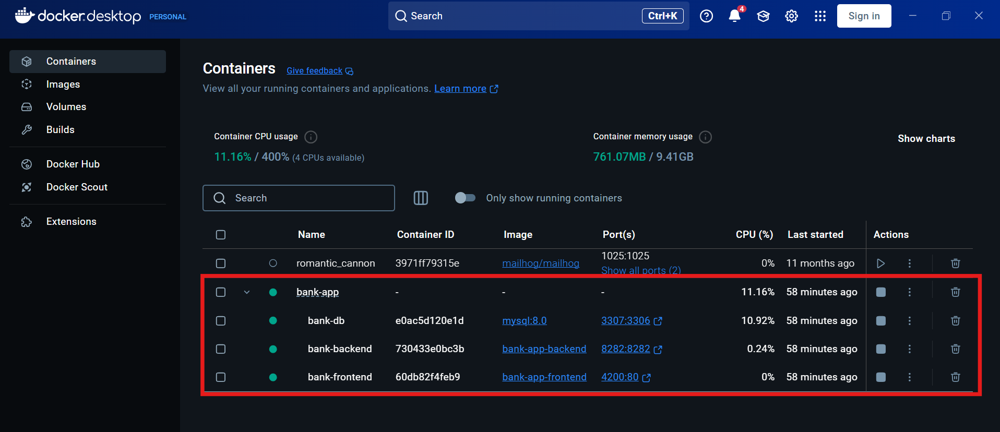 docker.desktop PERSONAL Search Ctrl+K 4 Sign in
Containers
Images
Volumes
Builds
Docker Hub
Docker Scout
Extensions
Containers Give feedback
View all your running containers and applications. Learn more
Container CPU usage
11.16% / 400% (4 CPUs available)
Container memory usage
761.07MB / 9.41GB
Show charts
Search
Only show running containers
Name Container ID Image Port(s) CPU (%) Last started Actions
romantic_cannon 3971ff79315e mailhog/mailhog 1025:1025 0% 11 months ago
Show all ports (2)
bank-app - - - 11.16% 58 minutes ago
bank-db e0ac5d120e1d mysql:8.0 3307:3306 10.92% 58 minutes ago
bank-backend 730433e0bc3b bank-app-backend 8282:8282 0.24% 58 minutes ago
bank-frontend 60db82f4feb9 bank-app-frontend 4200:80 0% 58 minutes ago